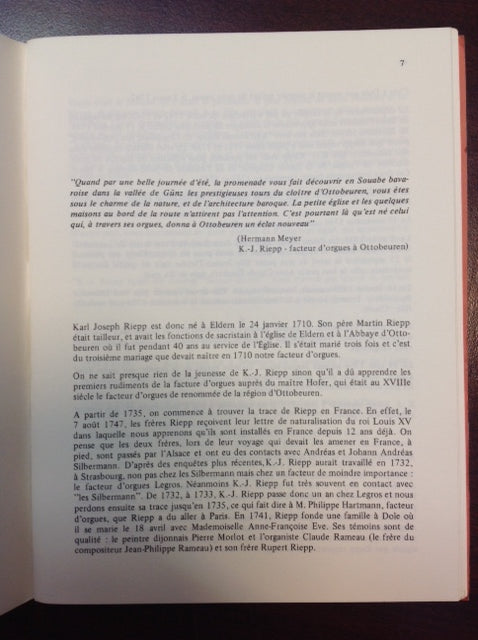 7
"Quand par une belle journée d'été, la promenade vous fait découvrir en Souabe bava-
roise dans la vallée de Günz les prestigieuses tours du cloître d'Ottobeuren, vous êtes
sous le charme de la nature, et de l'architecture baroque. La petite église et les quelques
maisons au bord de la route n'attirent pas l'attention. C'est pourtant là qu'est né celui
qui, à travers ses orgues, donna à Ottobeuren un éclat nouveau"
(Hermann Meyer
K.-J. Riepp - facteur d'orgues à Ottobeuren)
Karl Joseph Riepp est donc né à Eldern le 24 janvier 1710. Son père Martin Riepp
était tailleur, et avait les fonctions de sacristain à l'église de Eldern et à l'Abbaye d'Otto-
beuren où il fut pendant 40 ans au service de l'Église. Il s'était marié trois fois et c'est
du troisième mariage que devait naître en 1710 notre facteur d'orgues.
On ne sait presque rien de la jeunesse de K.-J. Riepp sinon qu'il a dû apprendre les
premiers rudiments de la facture d'orgues auprès du maître Hofer, qui était au XVIIIe
siècle le facteur d'orgues de renommée de la région d'Ottobeuren.
A partir de 1735, on commence à trouver la trace de Riepp en France. En effet, le
7 août 1747, les frères Riepp reçoivent leur lettre de naturalisation du roi Louis XV
dans laquelle nous apprenons qu'ils sont installés en France depuis 12 ans déjà. On
pense que les deux frères, lors de leur voyage qui devait les amener en France, à
pied, sont passés par l'Alsace et ont eu des contacts avec Andréas et Johann Andréas
Silbermann. D'après des enquêtes plus récentes, K.-J. Riepp aurait travaillé en 1732,
à Strasbourg, non pas chez les Silbermann mais chez un facteur de moindre importance :
le facteur d'orgues Legros. Néanmoins K.-J. Riepp fut très souvent en contact avec
"les Silbermann". De 1732, à 1733, K.-J. Riepp passe donc un an chez Legros et nous
perdons ensuite sa trace jusqu'en 1735, ce qui fait dire à M. Philippe Hartmann, facteur
d'orgues, que Riepp a du aller à Paris. En 1741, Riepp fonde une famille à Dole où
il se marie le 18 avril avec Mademoiselle Anne-Françoise Eve. Ses témoins sont de
qualité : le peintre dijonnais Pierre Morlot et l'organiste Claude Rameau (le frère du
compositeur Jean-Philippe Rameau) et son frère Rupert Riepp.